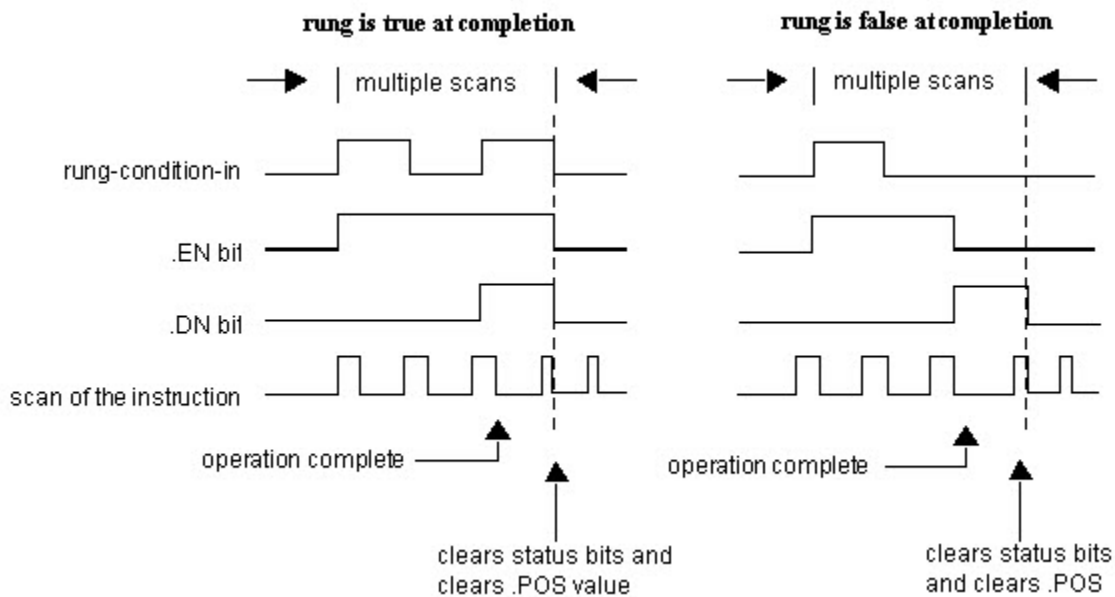 rung is true at completion
rung is false at completion
multiple scans
multiple scans
rung-condition-in
.EN bit
.DN bit
scan of the instruction
operation complete
operation complete
clears status bits and
clears .POS value
clears status bits
and clears .POS